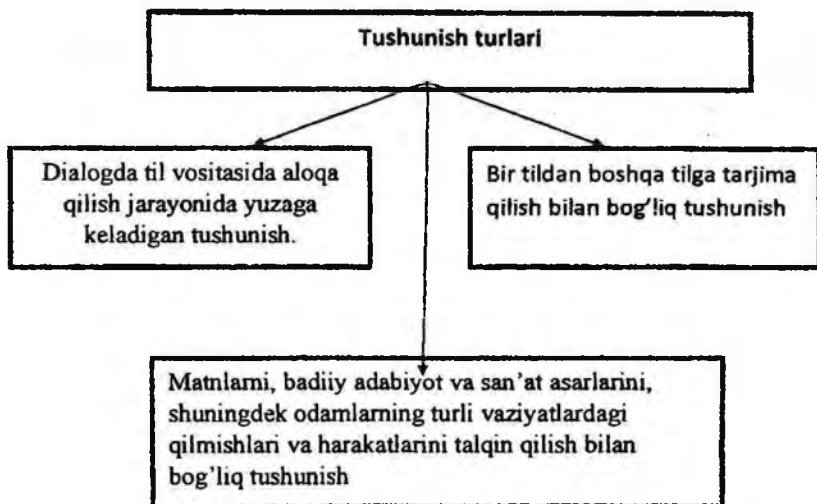 Tushunish turlari
Dialogda til vositasida aloqa
qilish jarayonida yuzaga
keladigan tushunish.
Bir tildan boshqa tilga tarjima
qilish bilan bog'liq tushunish
Matnlarni, badiiy adabiyot va san'at asarlarini,
shuningdek odamlarning turli vaziyatlardagi
qilmishlari va harakatlarini talqin qilish bilan
bog'liq tushunish